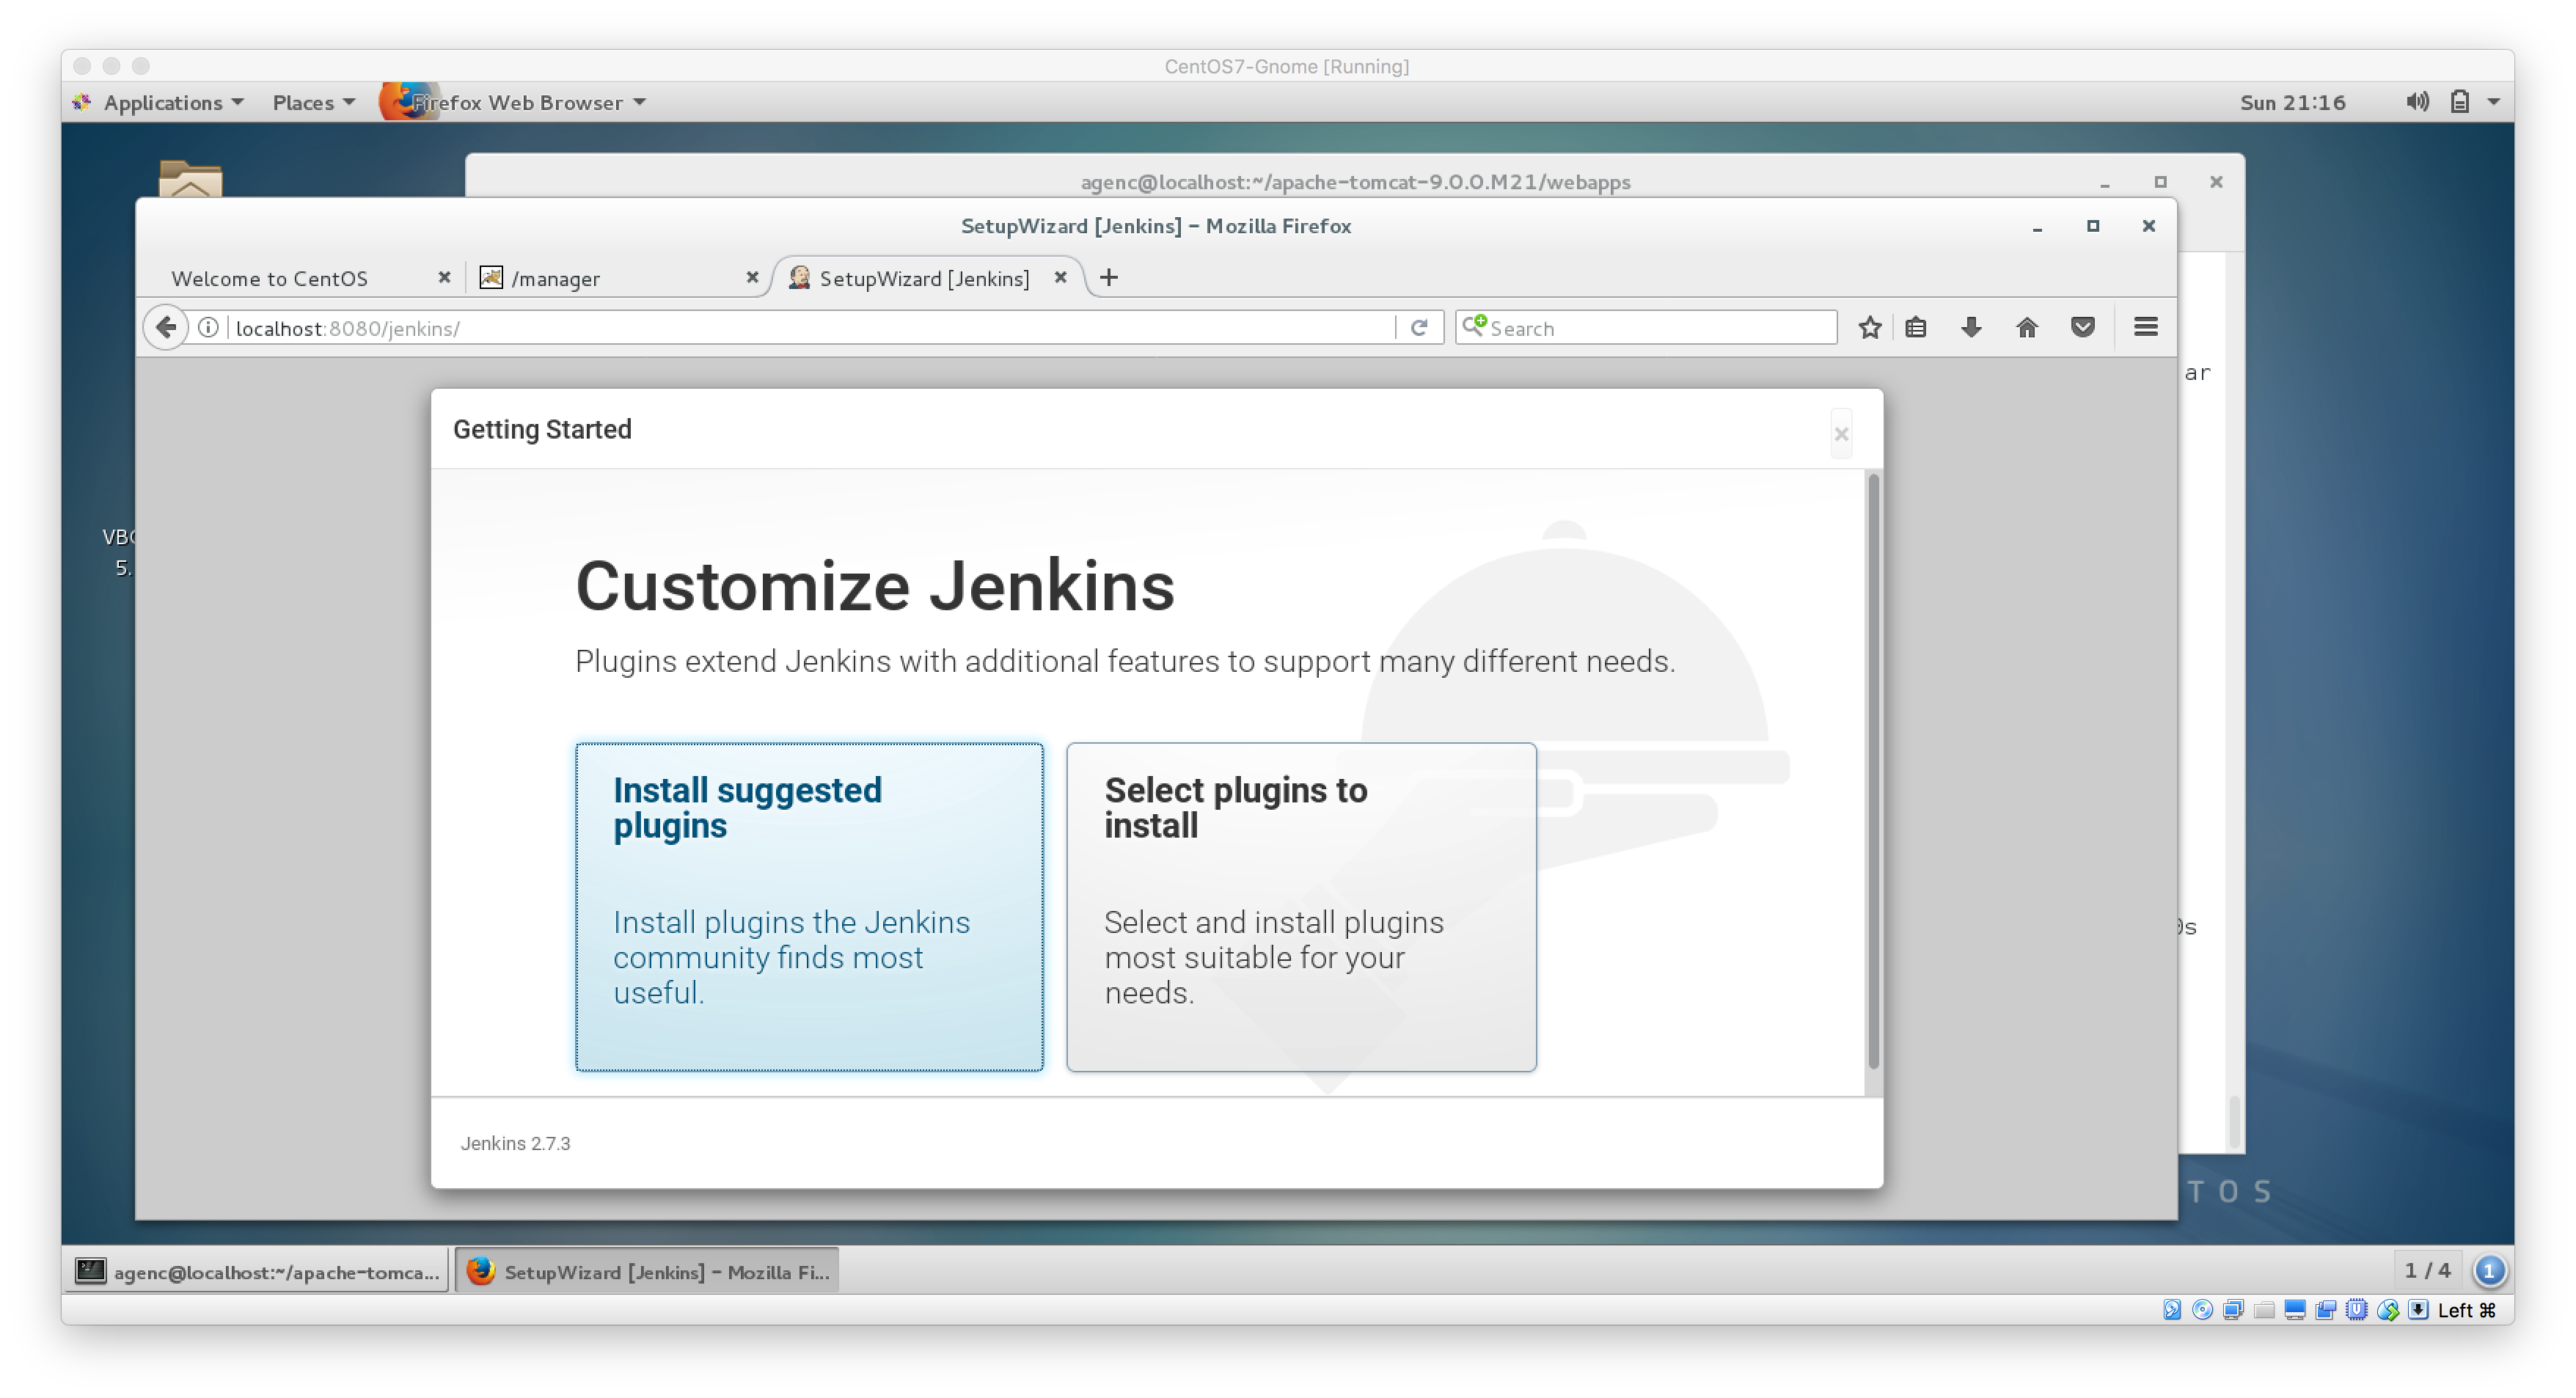 CentOS7-Gnome [Running]
Applications Places Firefox Web Browser Sun 21:16
agenc@localhost:~/apache-tomcat-9.0.0.M21/webapps
SetupWizard [Jenkins] - Mozilla Firefox
Welcome to CentOS /manager SetupWizard [Jenkins]
localhost:8080/jenkins/ Search
ar
Getting Started
VBO
5.
Customize Jenkins
Plugins extend Jenkins with additional features to support many different needs.
Install suggested
plugins
Install plugins the Jenkins
community finds most
useful.
Select plugins to
install
Select and install plugins
most suitable for your
needs.
0s
Jenkins 2.7.3
TOS
agenc@localhost:~/apache-tomca... SetupWizard [Jenkins] - Mozilla Fi... 1 / 4 1
Left ⌘